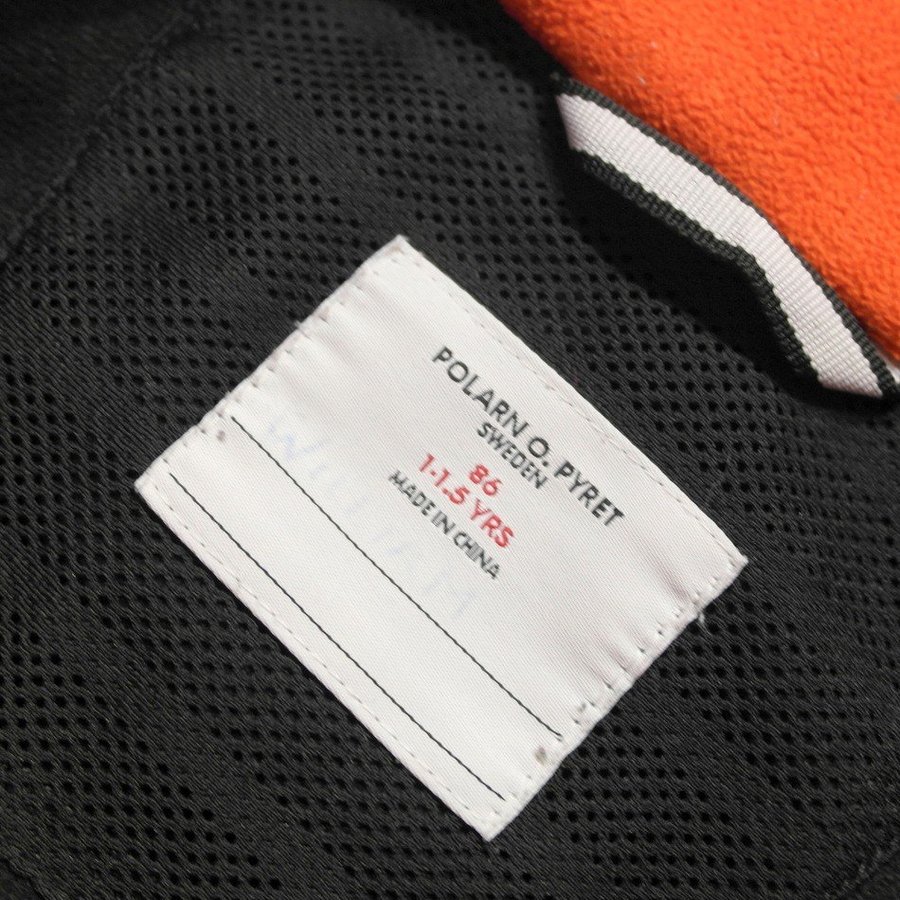 POLARN O. PYRET
SWEDEN
86
1-1.5 YRS
MADE IN CHINA